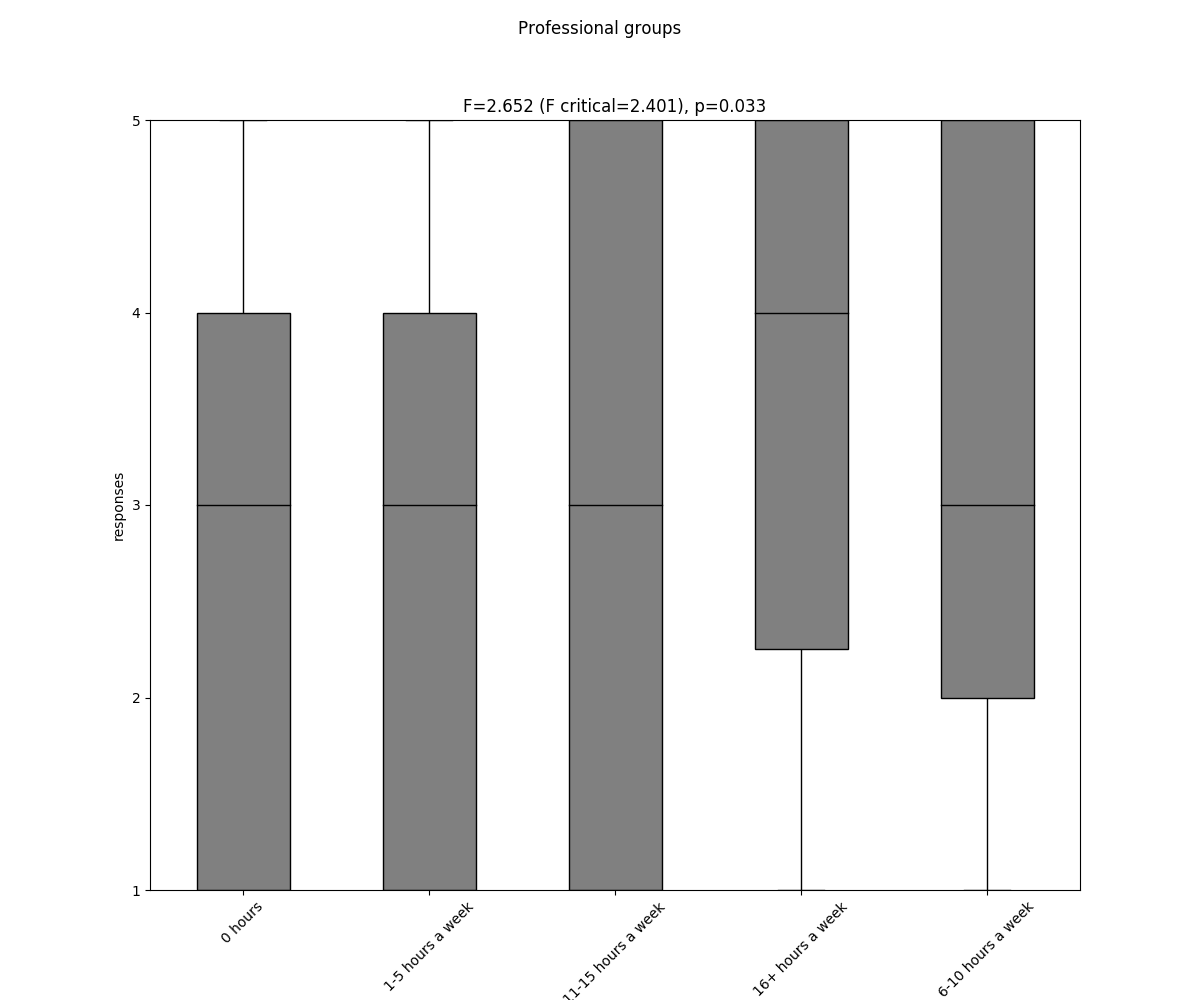 Professional groups
F=2.652 (F critical=2.401), p=0.033
5
4
3
2
1
responses
0 hours
1-5 hours a week
11-15 hours a week
16+ hours a week
6-10 hours a week